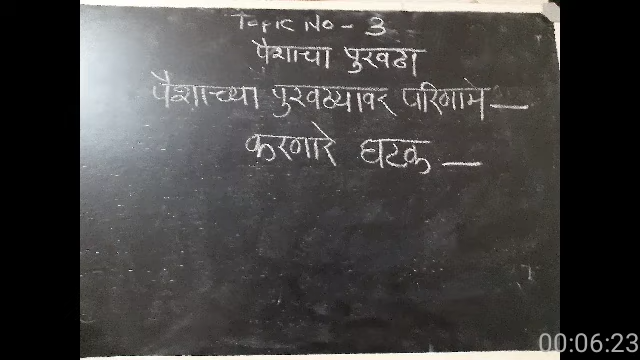 Topic No - 3
पैशाचा पुरवठा
पैशाच्या पुरवठ्यावर परिणाम —
करणारे घटक —
00:06:23